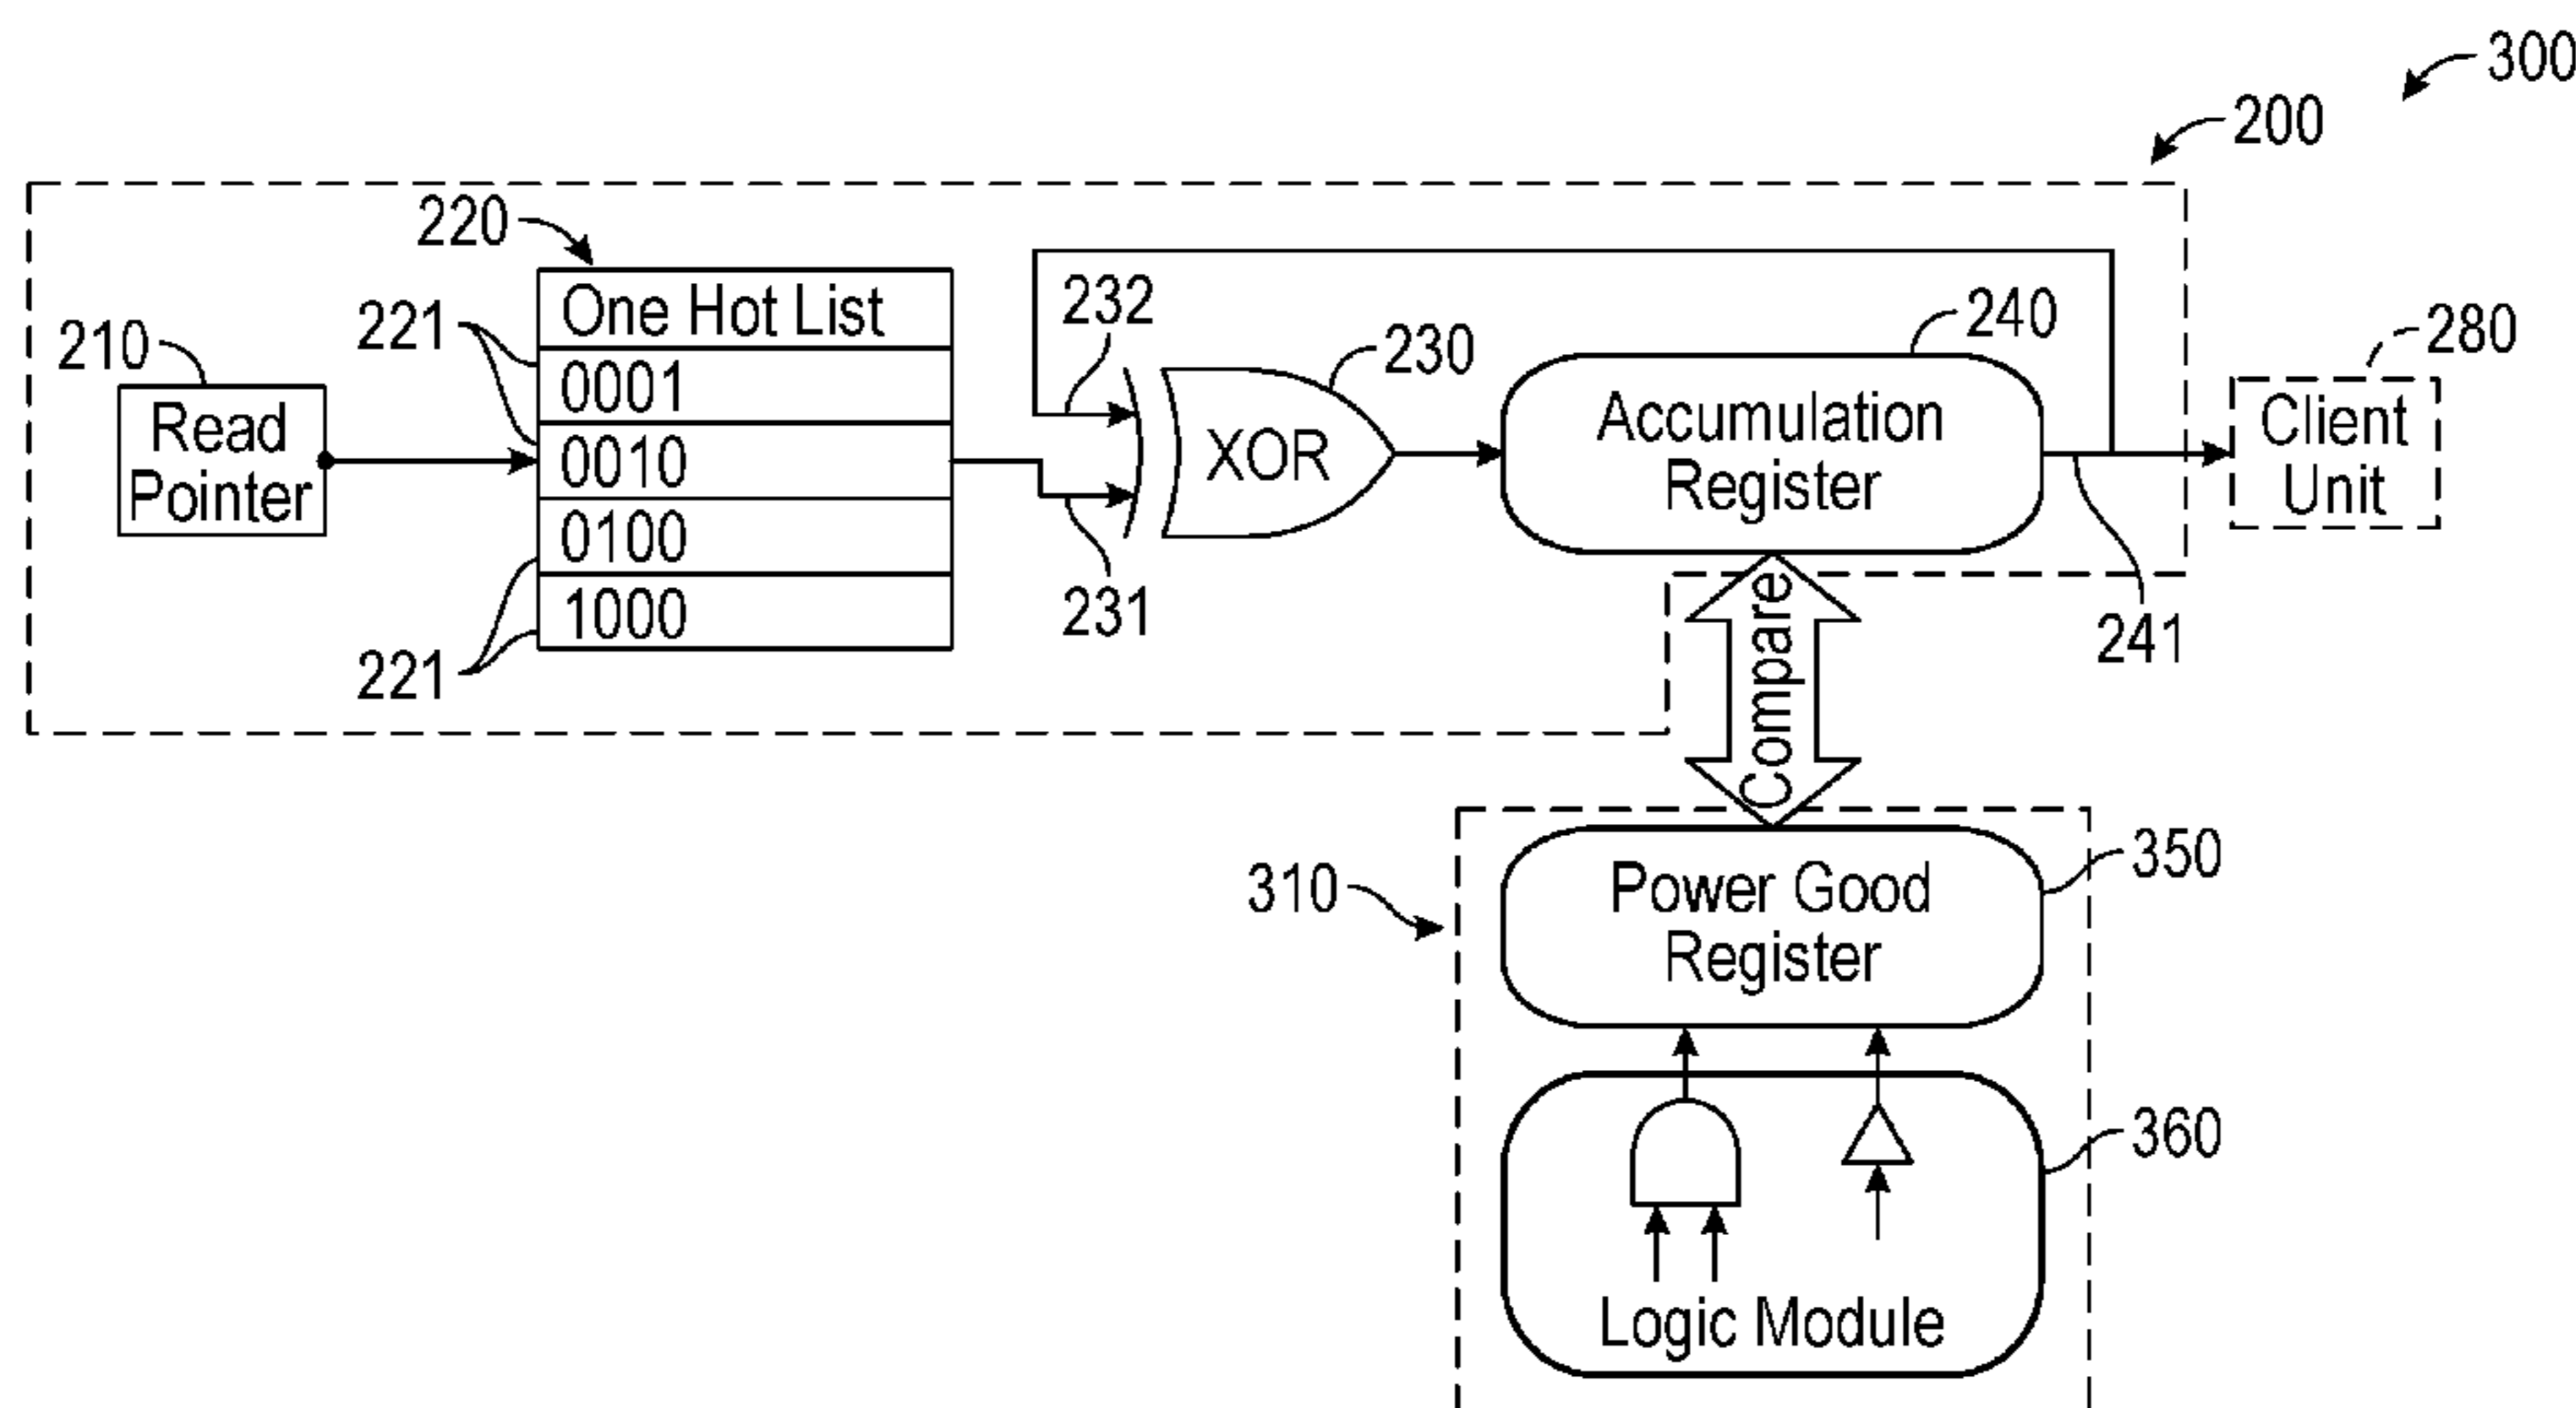 300
200
220
One Hot List
221
0001
0010
0100
1000
221
210
Read
Pointer
232
231
XOR
230
240
Accumulation
Register
241
280
Client
Unit
Compare
310
350
Power Good
Register
360
Logic Module